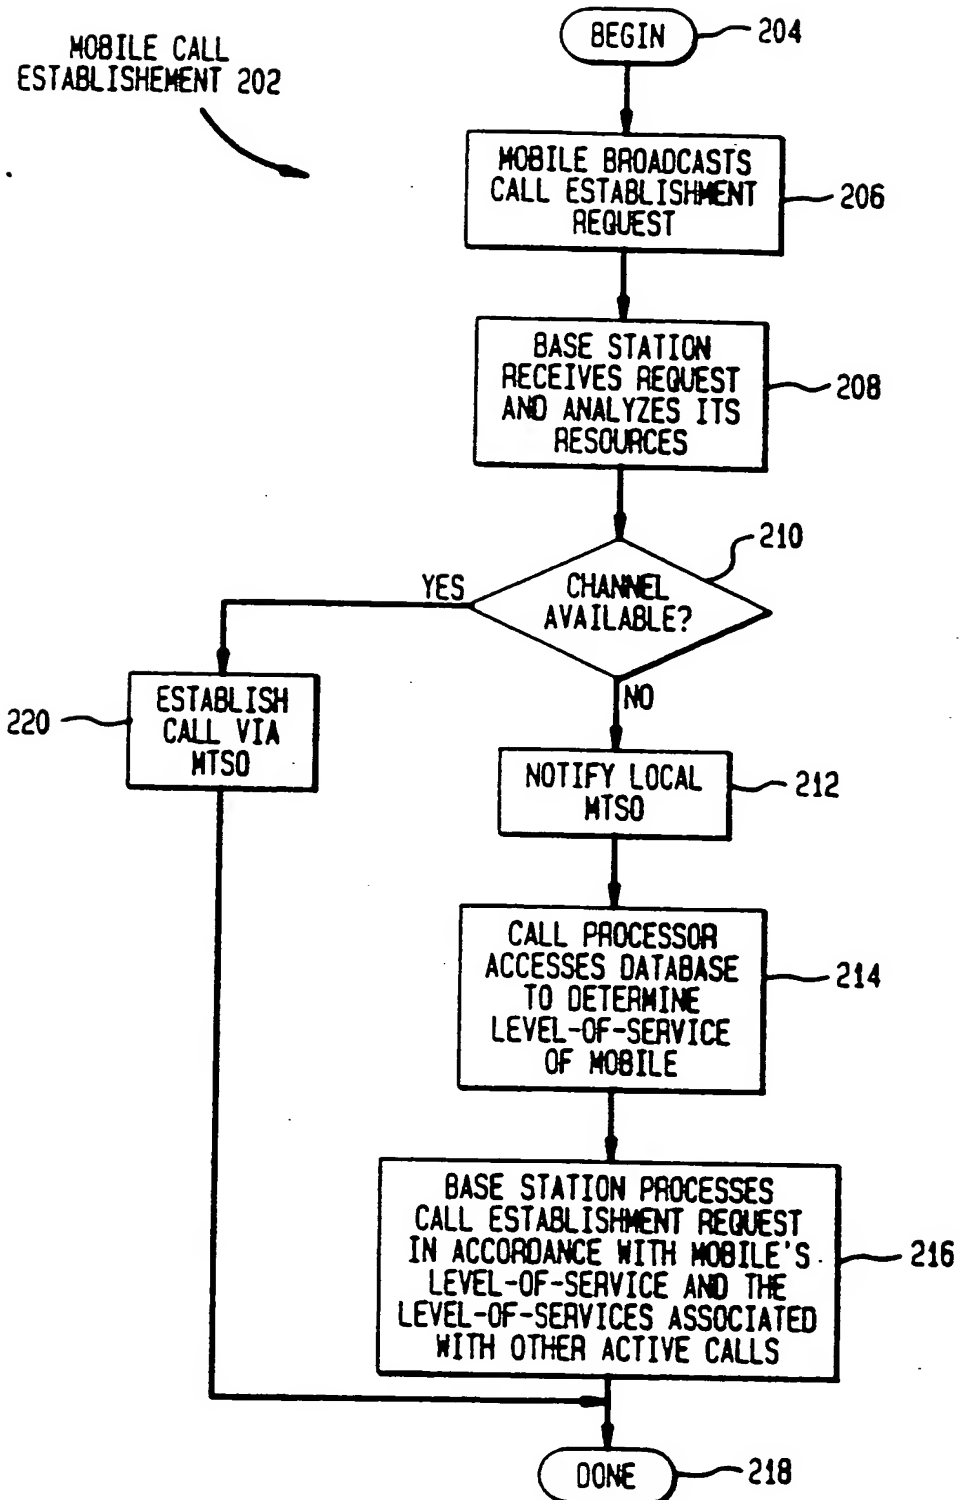 MOBILE CALL
ESTABLISHEMENT 202
BEGIN
204
MOBILE BROADCASTS
CALL ESTABLISHMENT
REQUEST
206
BASE STATION
RECEIVES REQUEST
AND ANALYZES ITS
RESOURCES
208
CHANNEL
AVAILABLE?
210
YES
NO
ESTABLISH
CALL VIA
MTSO
220
NOTIFY LOCAL
MTSO
212
CALL PROCESSOR
ACCESSES DATABASE
TO DETERMINE
LEVEL-OF-SERVICE
OF MOBILE
214
BASE STATION PROCESSES
CALL ESTABLISHMENT REQUEST
IN ACCORDANCE WITH MOBILE'S
LEVEL-OF-SERVICE AND THE
LEVEL-OF-SERVICES ASSOCIATED
WITH OTHER ACTIVE CALLS
216
DONE
218